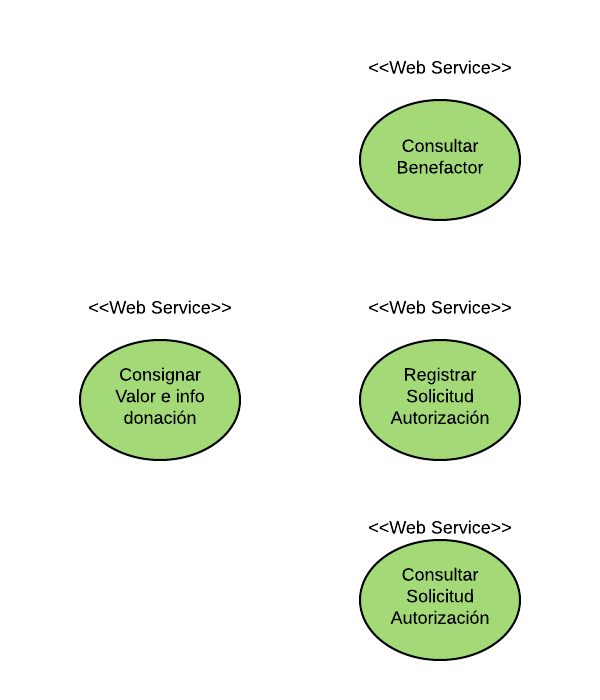 <<Web Service>>
Consultar
Benefactor
<<Web Service>>
Consignar
Valor e info
donación
<<Web Service>>
Registrar
Solicitud
Autorización
<<Web Service>>
Consultar
Solicitud
Autorización